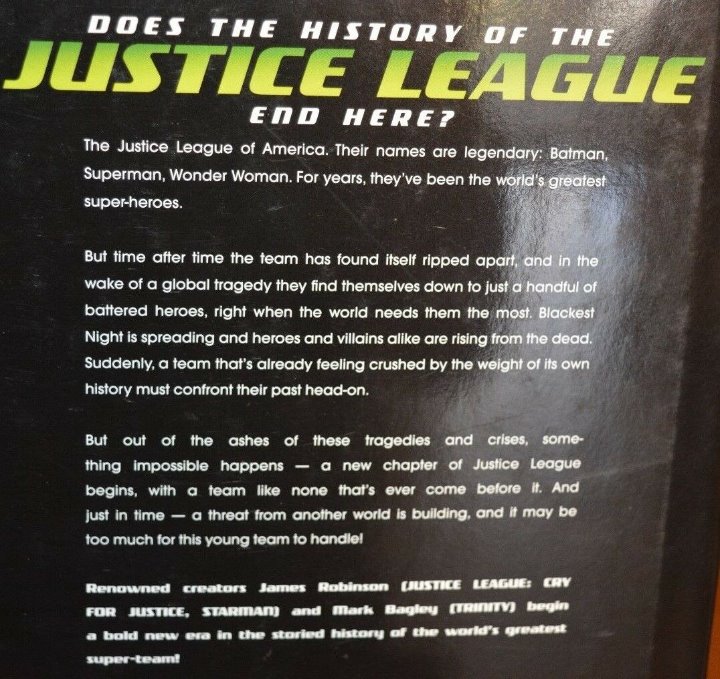 DOES THE HISTORY OF THE
JUSTICE LEAGUE
END HERE?
The Justice League of America. Their names are legendary: Batman,
Superman, Wonder Woman. For years, they've been the world's greatest
super-heroes.
But time after time the team has found itself ripped apart, and in the
wake of a global tragedy they find themselves down to just a handful of
battered heroes, right when the world needs them the most. Blackest
Night is spreading and heroes and villains alike are rising from the dead.
Suddenly, a team that's already feeling crushed by the weight of its own
history must confront their past head-on.
But out of the ashes of these tragedies and crises, some-
thing impossible happens — a new chapter of Justice League
begins, with a team like none that's ever come before it. And
just in time — a threat from another world is building, and it may be
too much for this young team to handle!
Renowned creators James Robinson (JUSTICE LEAGUE: CRY
FOR JUSTICE, STARMAN) and Mark Bagley (TRINITY) begin
a bold new era in the storied history of the world's greatest
super-team!